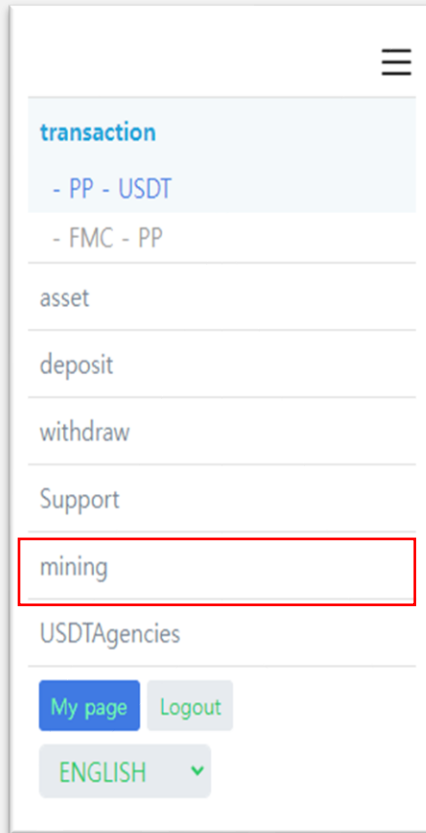 transaction
- PP - USDT
- FMC - PP
asset
deposit
withdraw
Support
mining
USDTAgencies
My page Logout
ENGLISH